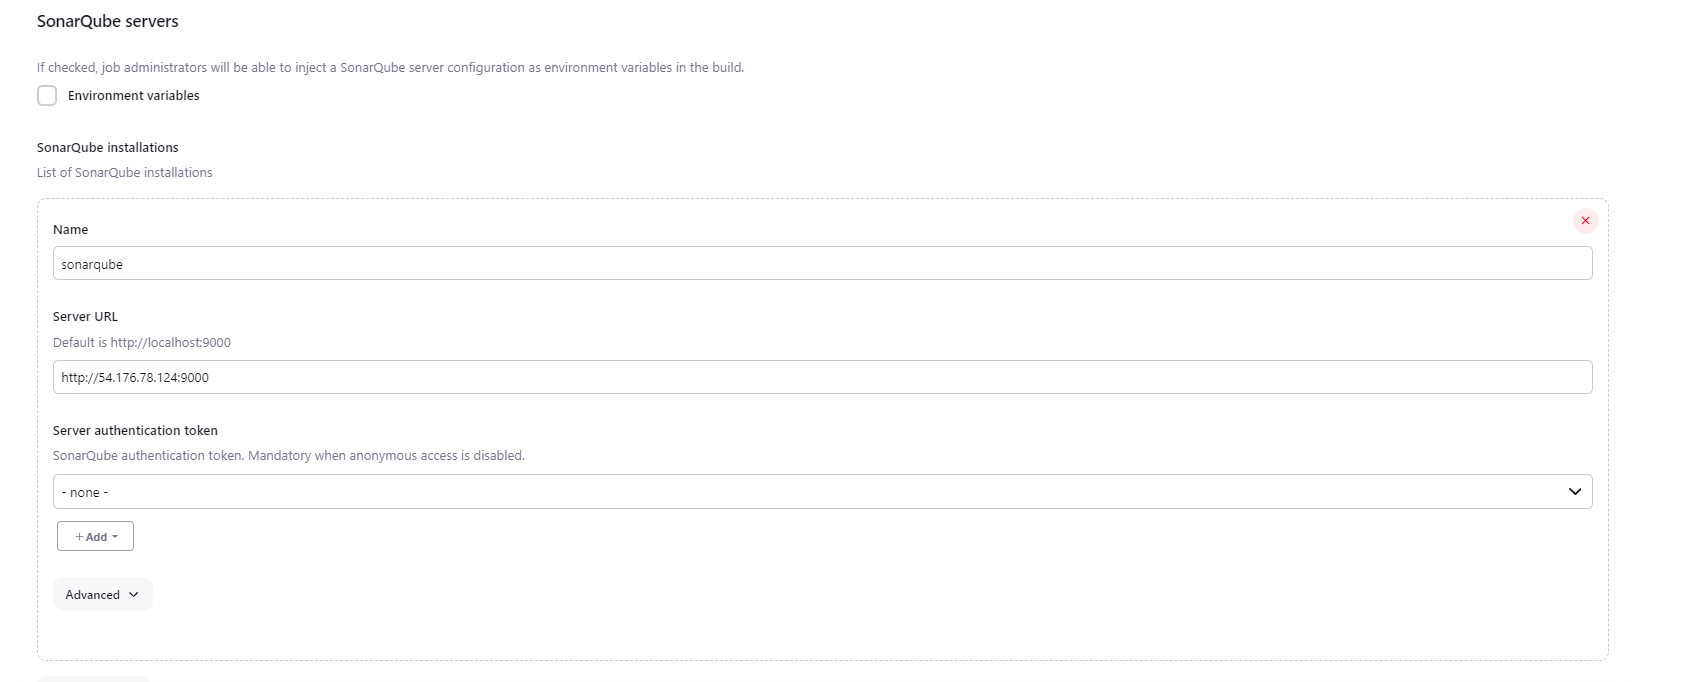 SonarQube servers
If checked, job administrators will be able to inject a SonarQube server configuration as environment variables in the build.
Environment variables
SonarQube installations
List of SonarQube installations
Name
sonarqube
Server URL
Default is http://localhost:9000
http://54.176.78.124:9000
Server authentication token
SonarQube authentication token. Mandatory when anonymous access is disabled.
- none -
+ Add
Advanced